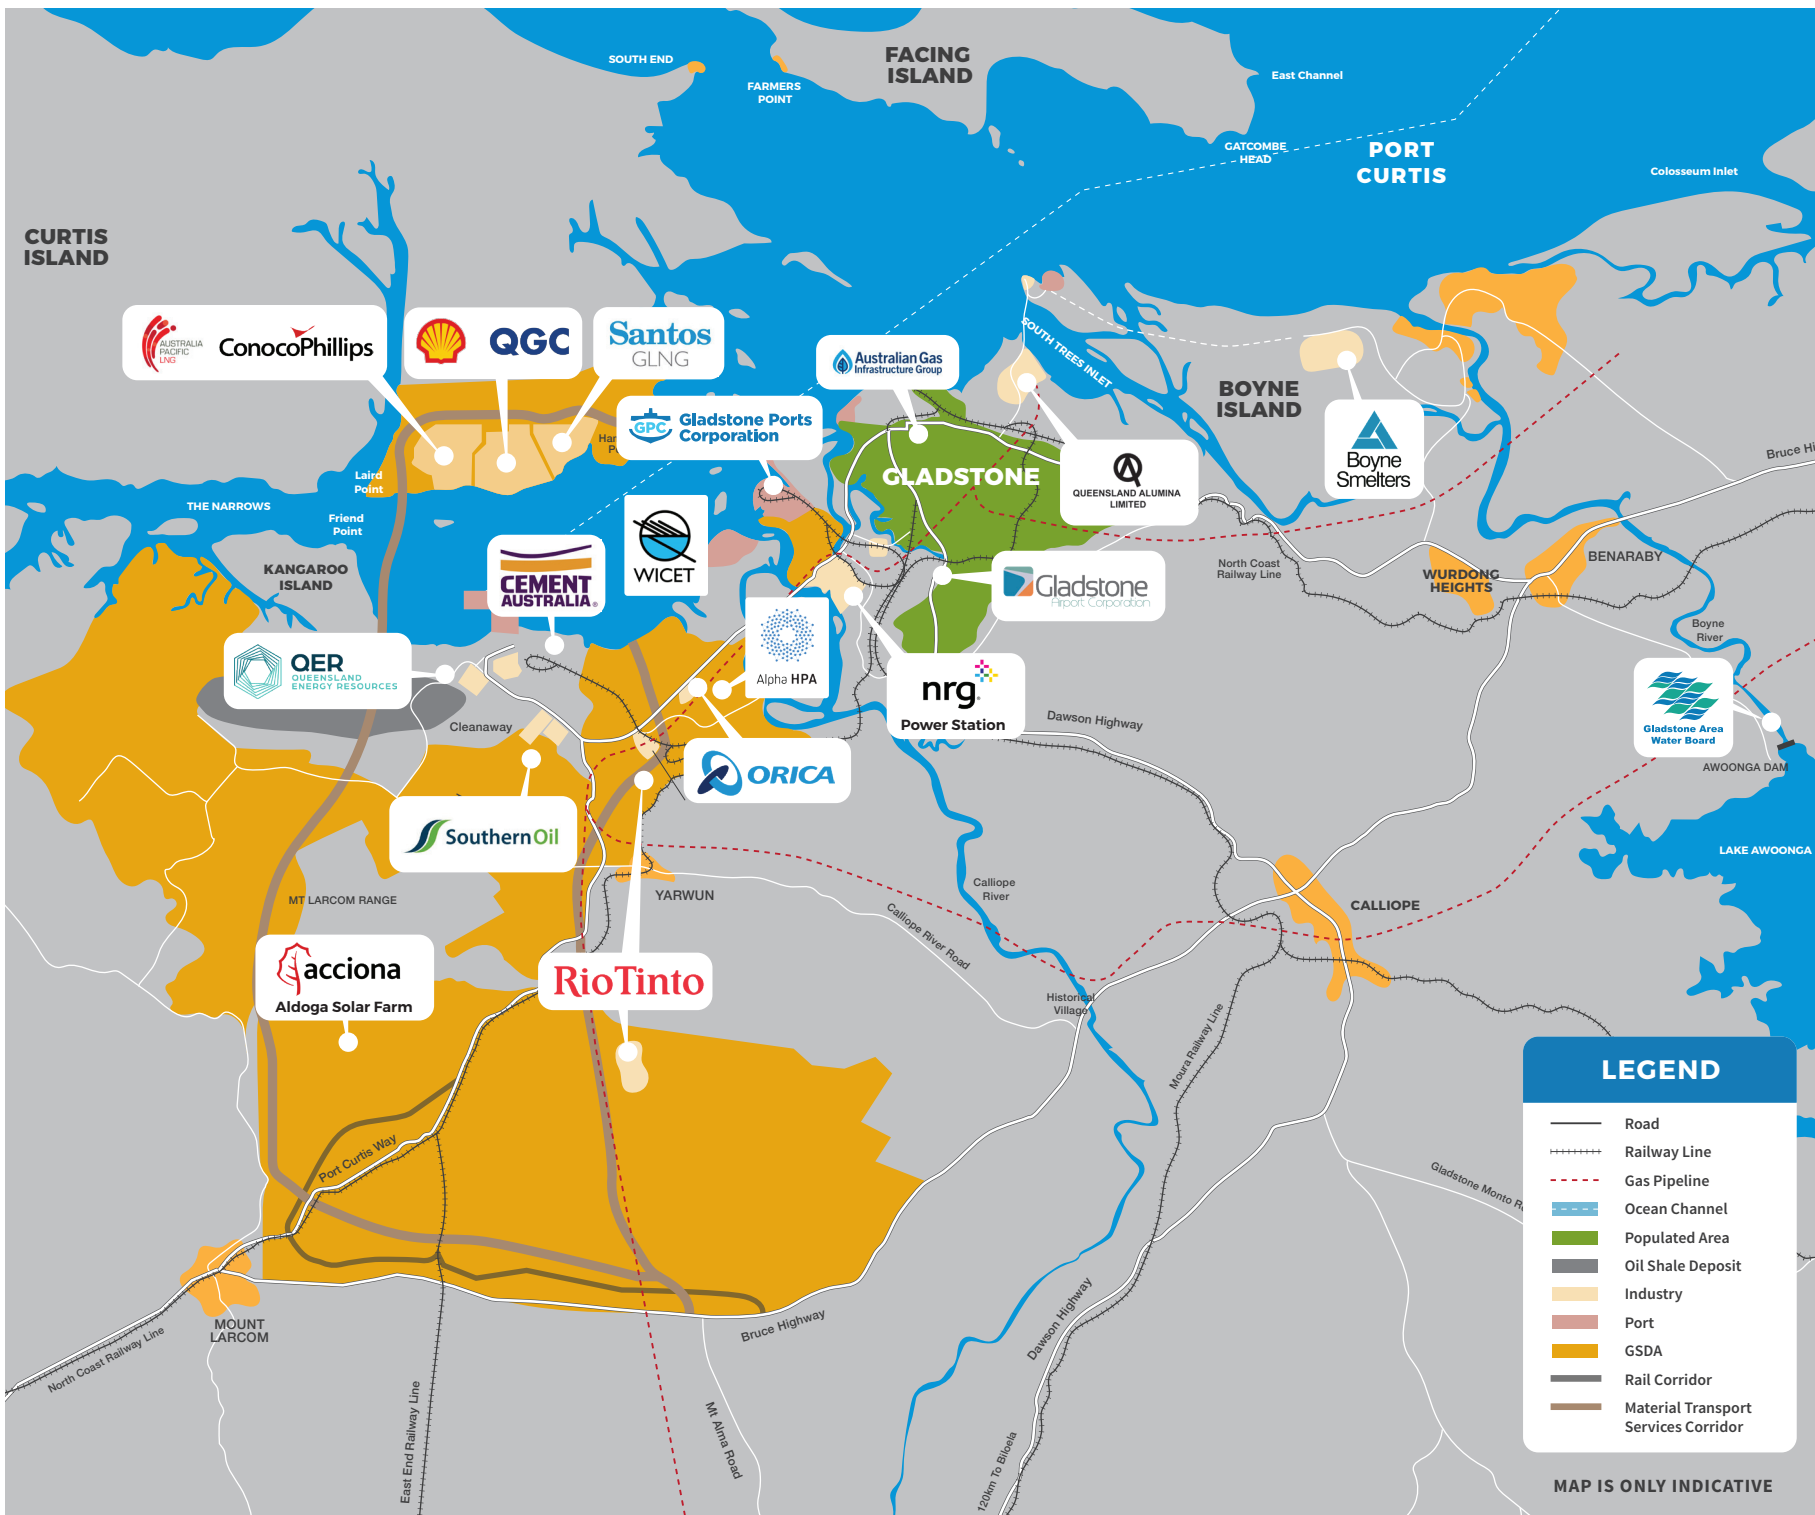 SOUTH END
FARMERS
POINT
FACING
ISLAND
East Channel
GATCOMBE
HEAD
PORT
CURTIS
Colosseum Inlet
CURTIS
ISLAND
AUSTRALIA
PACIFIC
LNG
ConocoPhillips
QGC
Santos
GLNG
Australian Gas
Infrastructure Group
SOUTH TREES INLET
BOYNE
ISLAND
Boyne
Smelters
GPC
Gladstone Ports
Corporation
Bruce Hi
Laird
Point
THE NARROWS
Friend
Point
GLADSTONE
QUEENSLAND ALUMINA
LIMITED
WICET
CEMENT
AUSTRALIA®
KANGAROO
ISLAND
North Coast
Railway Line
WURDONG
HEIGHTS
BENARABY
Gladstone
Airport Corporation
Boyne
River
QER
QUEENSLAND
ENERGY RESOURCES
Alpha HPA
nrg
Power Station
Gladstone Area
Water Board
AWOONGA DAM
Cleanaway
Dawson Highway
ORICA
Southern Oil
LAKE AWOONGA
MT LARCOM RANGE
YARWUN
Calliope
River
Calliope River Road
CALLIOPE
acciona
Aldoga Solar Farm
RioTinto
Historical
Village
Moura Railway Line
Port Curtis Way
Gladstone Monto R
MOUNT
LARCOM
North Coast Railway Line
Bruce Highway
Dawson Highway
East End Railway Line
Mt Alma Road
120km To Biloela
LEGEND
Road
Railway Line
Gas Pipeline
Ocean Channel
Populated Area
Oil Shale Deposit
Industry
Port
GSDA
Rail Corridor
Material Transport
Services Corridor
MAP IS ONLY INDICATIVE